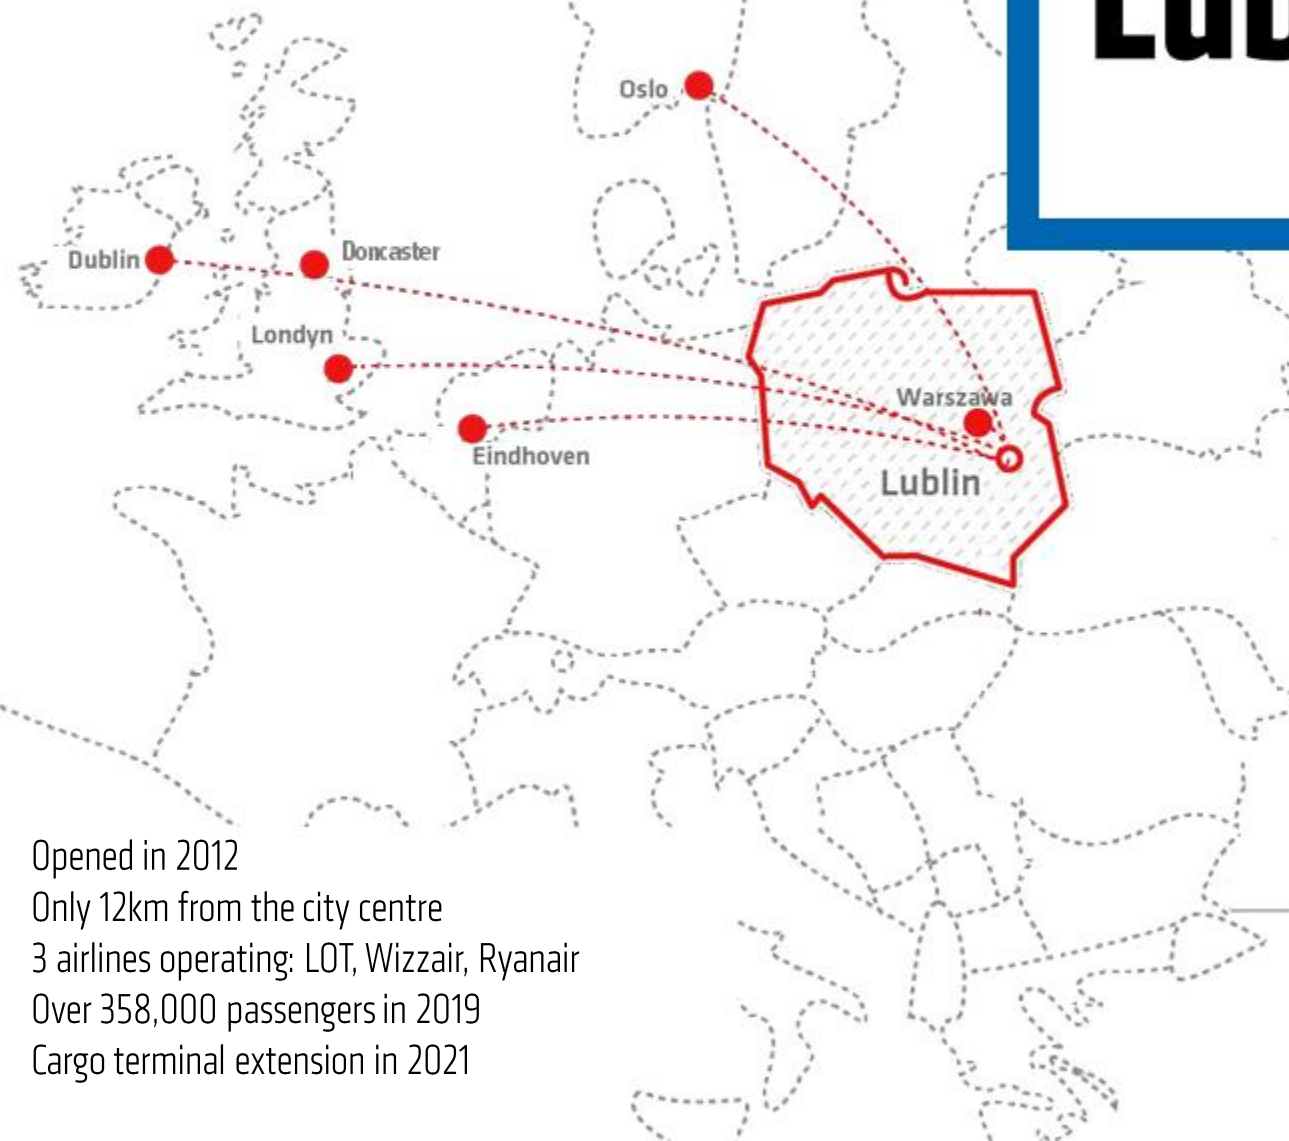 Oslo
Dublin
Doncaster
Londyn
Warszawa
Eindhoven
Lublin
Opened in 2012
Only 12km from the city centre
3 airlines operating: LOT, Wizzair, Ryanair
Over 358,000 passengers in 2019
Cargo terminal extension in 2021